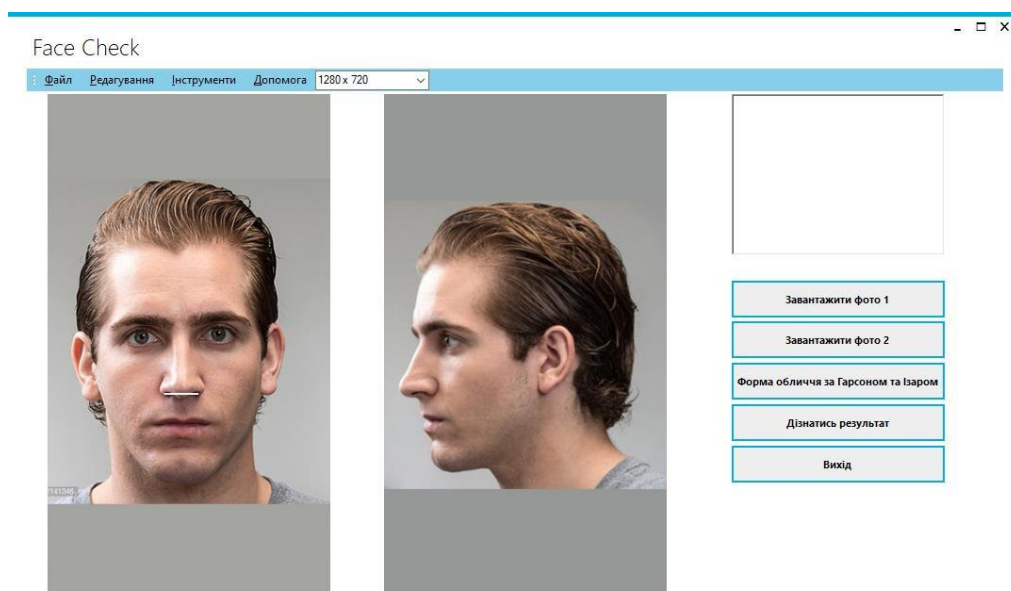 Face Check
Файл Редагування Інструменти Допомога 1280 x 720
Завантажити фото 1
Завантажити фото 2
Форма обличчя за Гарсоном та Ізаром
Дізнатись результат
Вихід